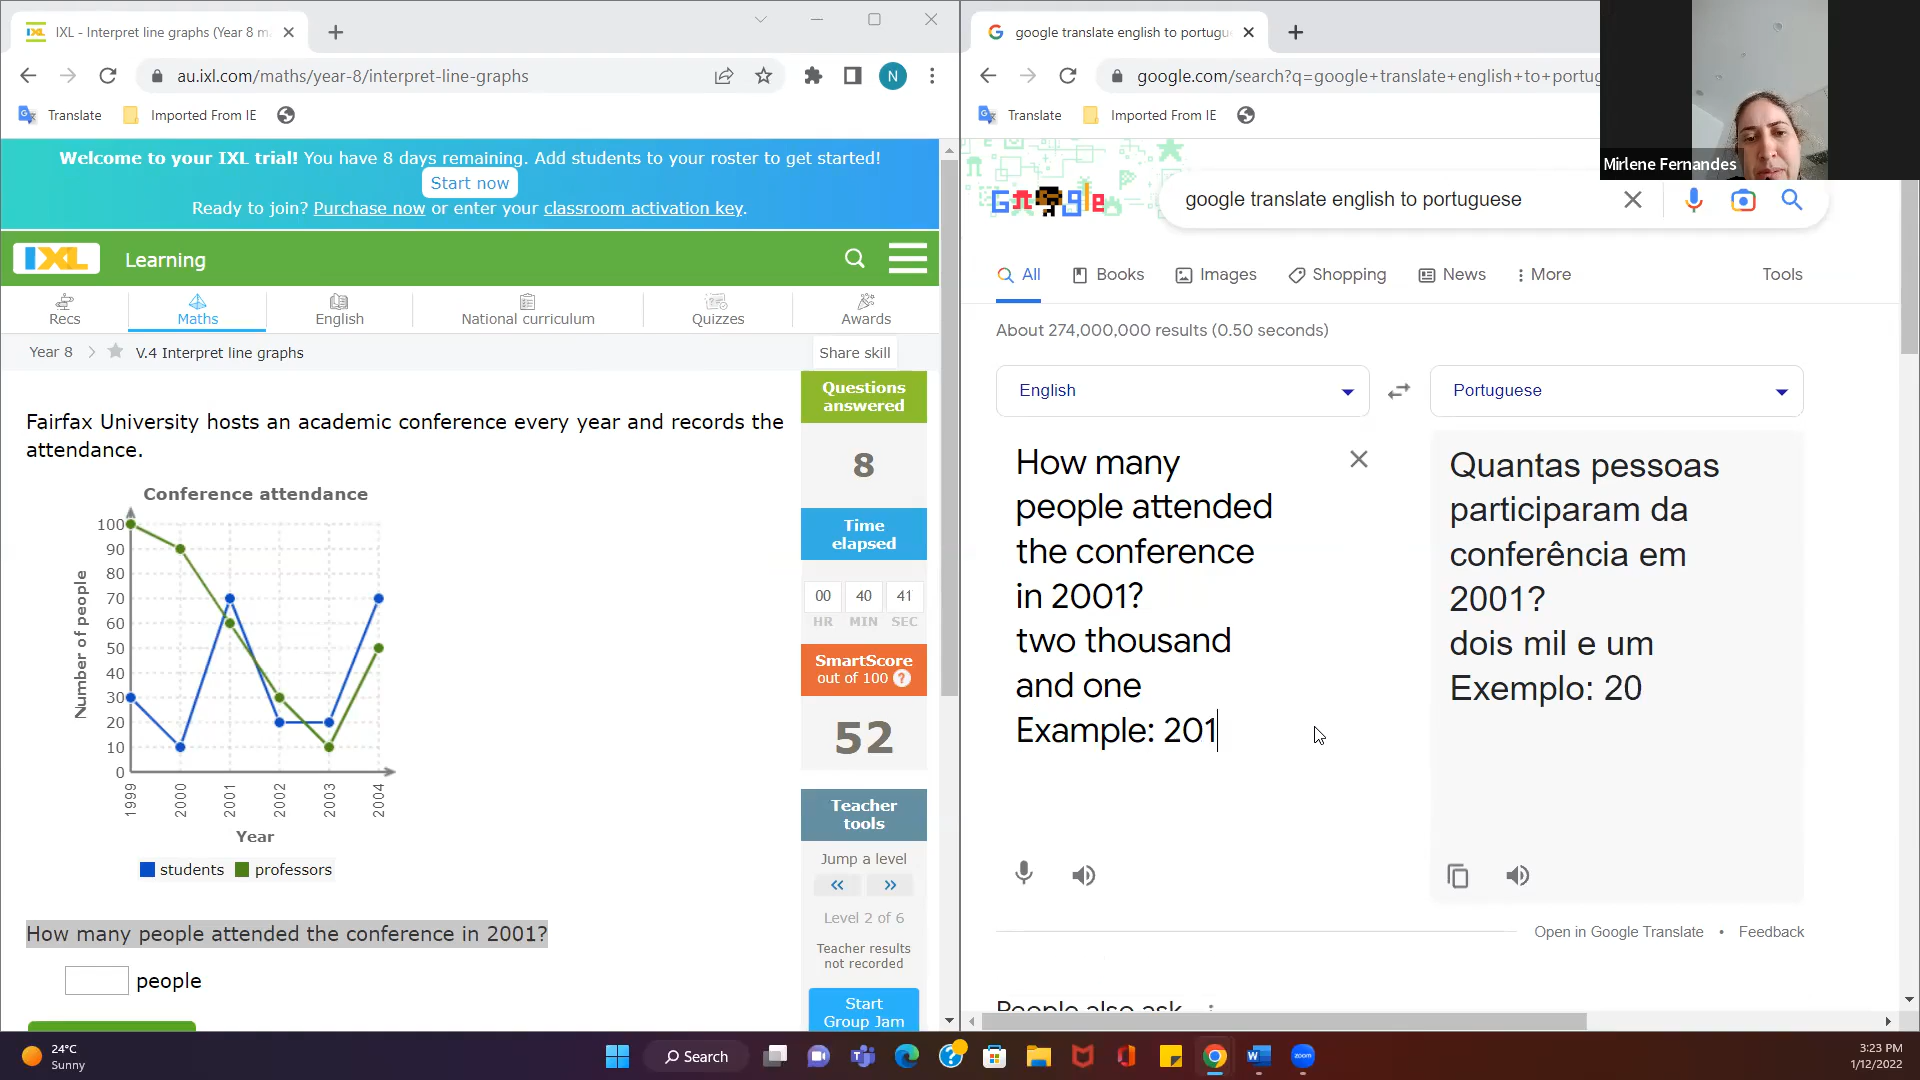 IXL - Interpret line graphs (Year 8 m
au.ixl.com/maths/year-8/interpret-line-graphs
N
Translate
Imported From IE
Welcome to your IXL trial! You have 8 days remaining. Add students to your roster to get started!
Start now
Ready to join? Purchase now or enter your classroom activation key.
IXL
Learning
Recs
Maths
English
National curriculum
Quizzes
Awards
Year 8
V.4 Interpret line graphs
Share skill
Fairfax University hosts an academic conference every year and records the
attendance.
Conference attendance
Number of people
100
90
80
70
60
50
40
30
20
10
0
1999
2000
2001
2002
2003
2004
Year
students
professors
How many people attended the conference in 2001?
people
Questions
answered
8
Time
elapsed
00
40
41
HR
MIN
SEC
SmartScore
out of 100 ?
52
Teacher
tools
Jump a level
Level 2 of 6
Teacher results
not recorded
Start
Group Jam
google translate english to portugu
google.com/search?q=google+translate+english+to+portug
Translate
Imported From IE
Mirlene Fernandes
Google
google translate english to portuguese
All
Books
Images
Shopping
News
More
Tools
About 274,000,000 results (0.50 seconds)
English
Portuguese
How many
people attended
the conference
in 2001?
two thousand
and one
Example: 201
Quantas pessoas
participaram da
conferência em
2001?
dois mil e um
Exemplo: 20
Open in Google Translate • Feedback
People also ask
24°C
Sunny
Search
zoom
3:23 PM
1/12/2022